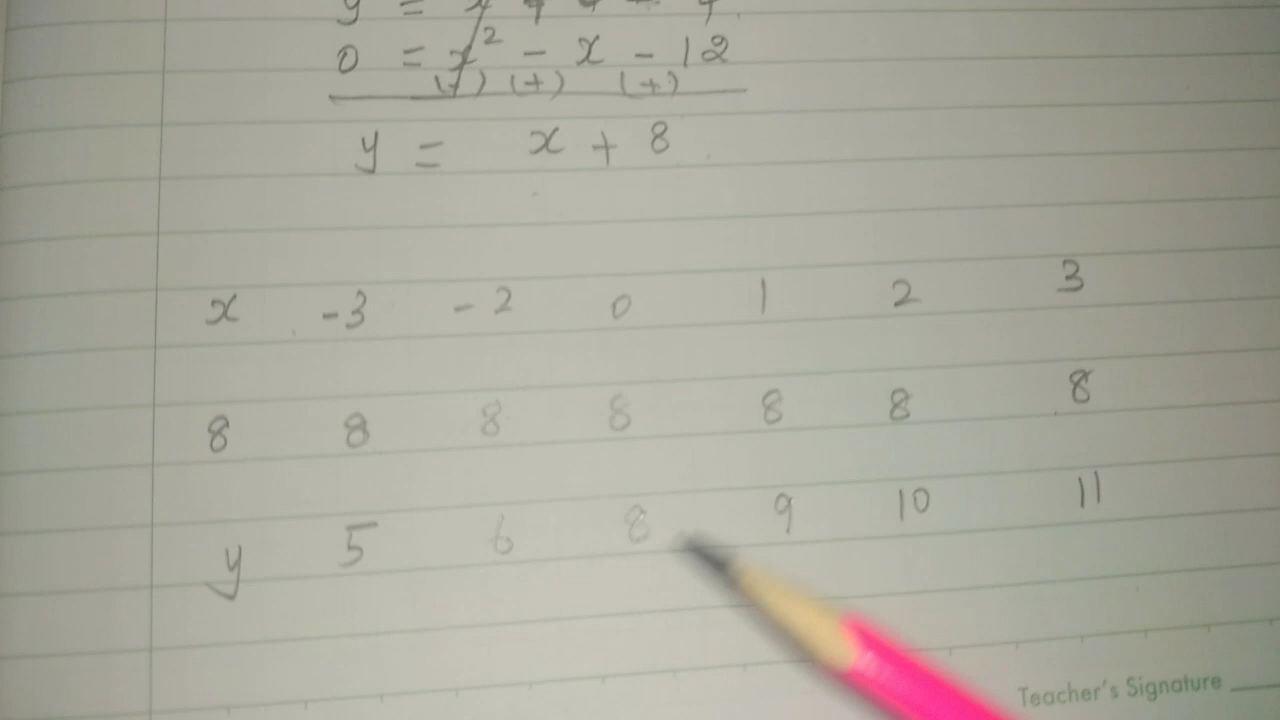 0 = x² - x - 12
(-) (+) (+)
y = x + 8
x -3 -2 0 1 2 3
8 8 8 8 8 8 8
y 5 6 8 9 10 11
Teacher's Signature